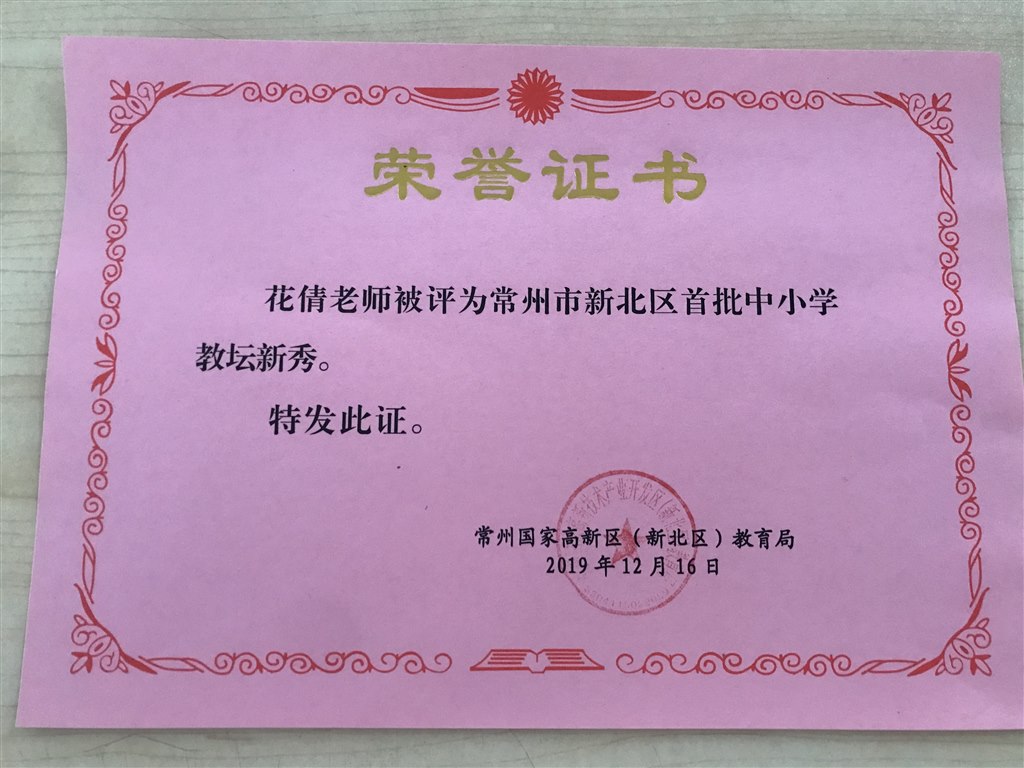 荣誉证书
花倩老师被评为常州市新北区首批中小学
教坛新秀。
特发此证。
常州国家高新区（新北区）教育局
2019年12月16日